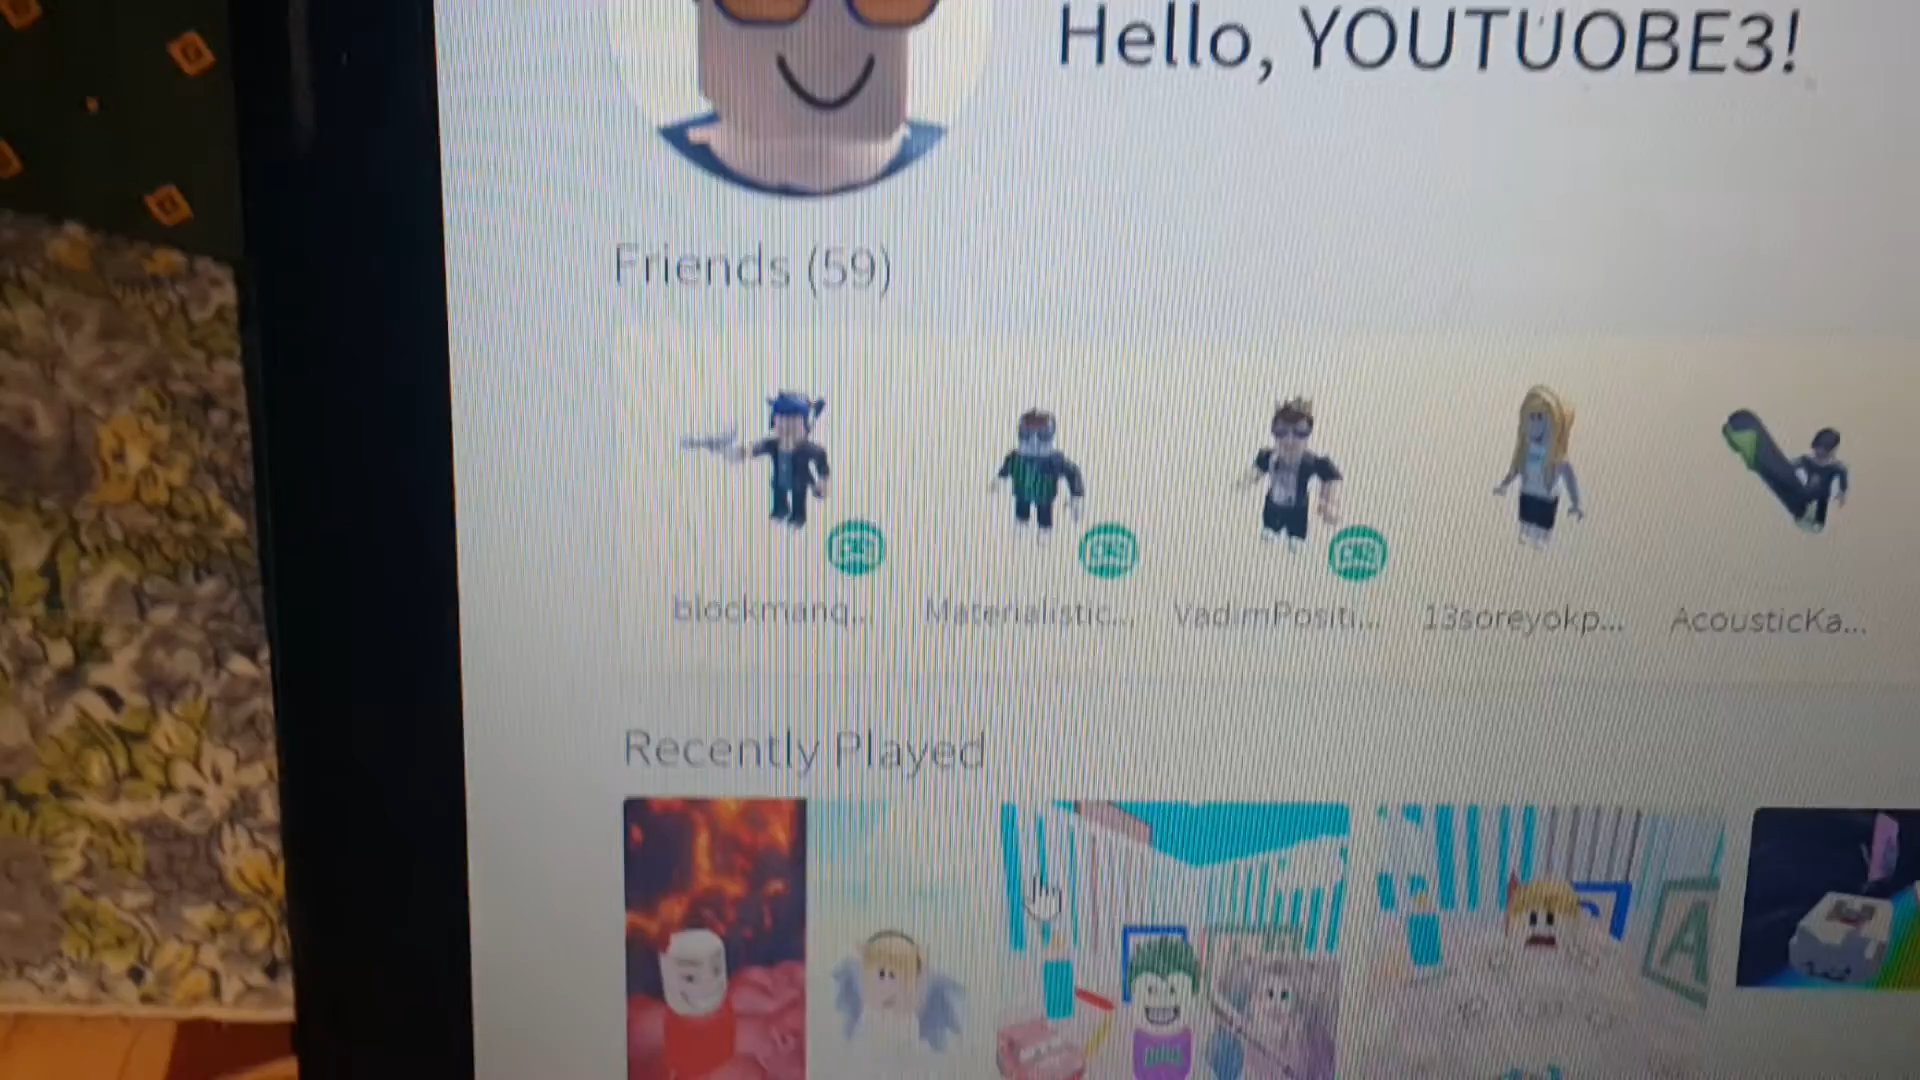 Hello, YOUTUOBE3!
Friends (59)
blockmanq... Materialistic... VadimPositi... 13soreyokp... AcousticKa...
Recently Played
A